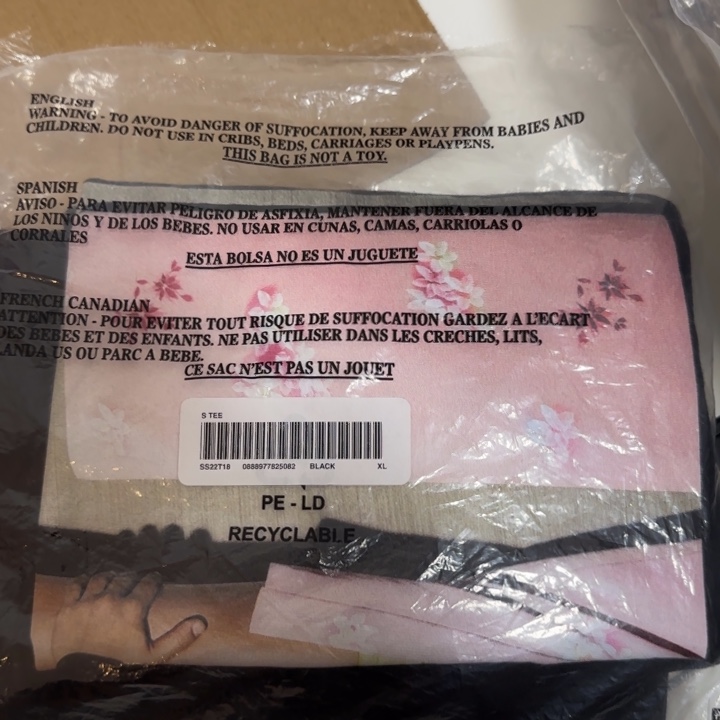 ENGLISH
WARNING - TO AVOID DANGER OF SUFFOCATION, KEEP AWAY FROM BABIES AND
CHILDREN. DO NOT USE IN CRIBS, BEDS, CARRIAGES OR PLAYPENS.
THIS BAG IS NOT A TOY.
SPANISH
AVISO - PARA EVITAR PELIGRO DE ASFIXIA, MANTENER FUERA DEL ALCANCE DE
LOS NINOS Y DE LOS BEBES. NO USAR EN CUNAS, CAMAS, CARRIOLAS O
CORRALES
ESTA BOLSA NO ES UN JUGUETE
FRENCH CANADIAN
ATTENTION - POUR EVITER TOUT RISQUE DE SUFFOCATION GARDEZ A L'ECART
DES BEBES ET DES ENFANTS. NE PAS UTILISER DANS LES CRECHES, LITS,
LANDA US OU PARC A BEBE.
CE SAC N'EST PAS UN JOUET
S TEE
SS22T18 0888977825082 BLACK XL
PE - LD
RECYCLABLE